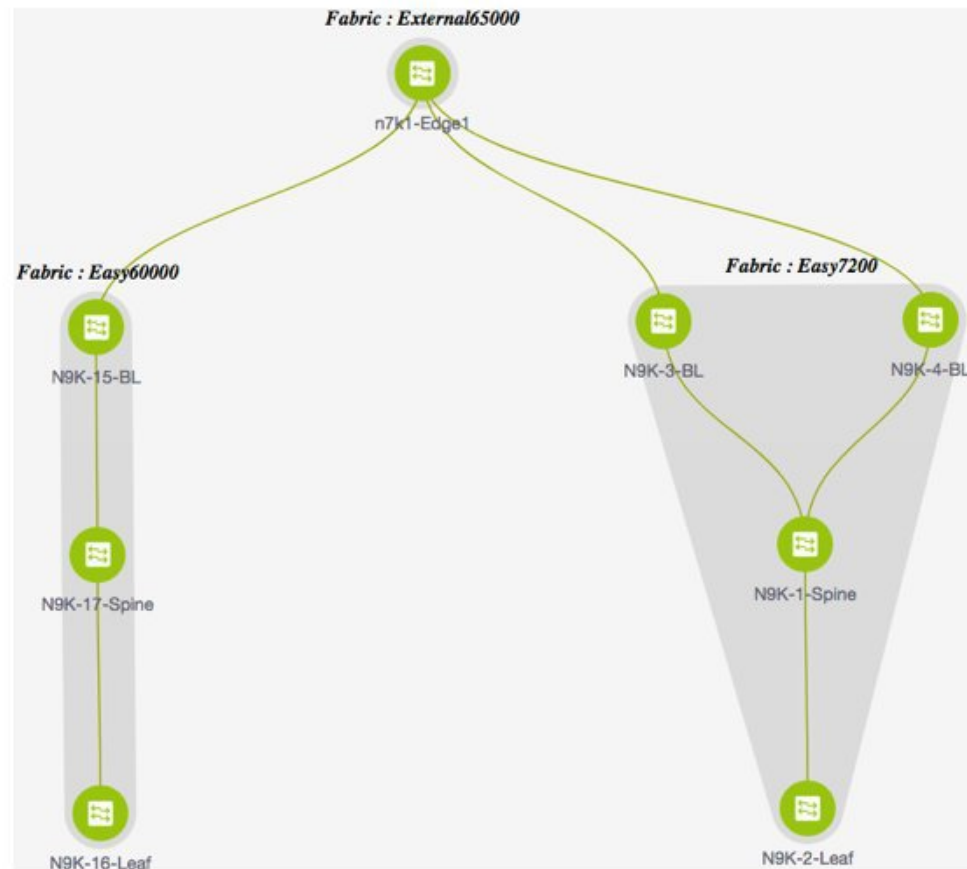 Fabric : External65000
n7k1-Edge1
Fabric : Easy60000
Fabric : Easy7200
N9K-15-BL
N9K-3-BL
N9K-4-BL
N9K-17-Spine
N9K-1-Spine
N9K-16-Leaf
N9K-2-Leaf